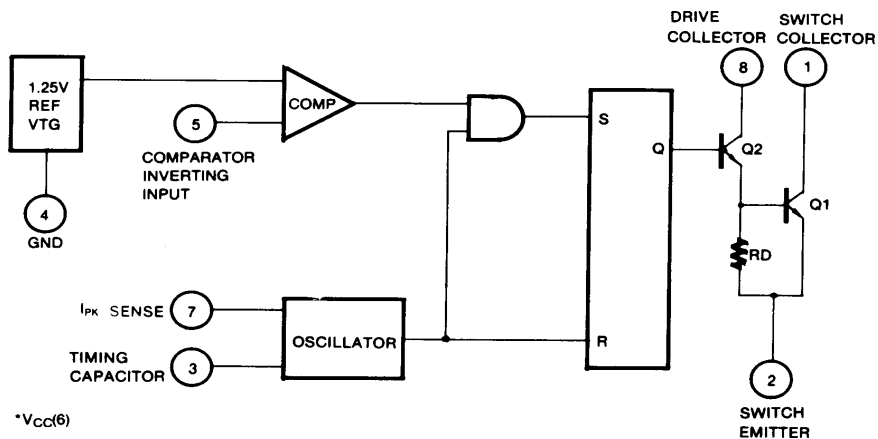 DRIVE
COLLECTOR
SWITCH
COLLECTOR
8
1
1.25V
REF
VTG
COMP
5
COMPARATOR
INVERTING
INPUT
S
Q
Q2
Q1
4
GND
RD
IPK SENSE
7
OSCILLATOR
R
TIMING
CAPACITOR
3
2
SWITCH
EMITTER
*VCC(6)